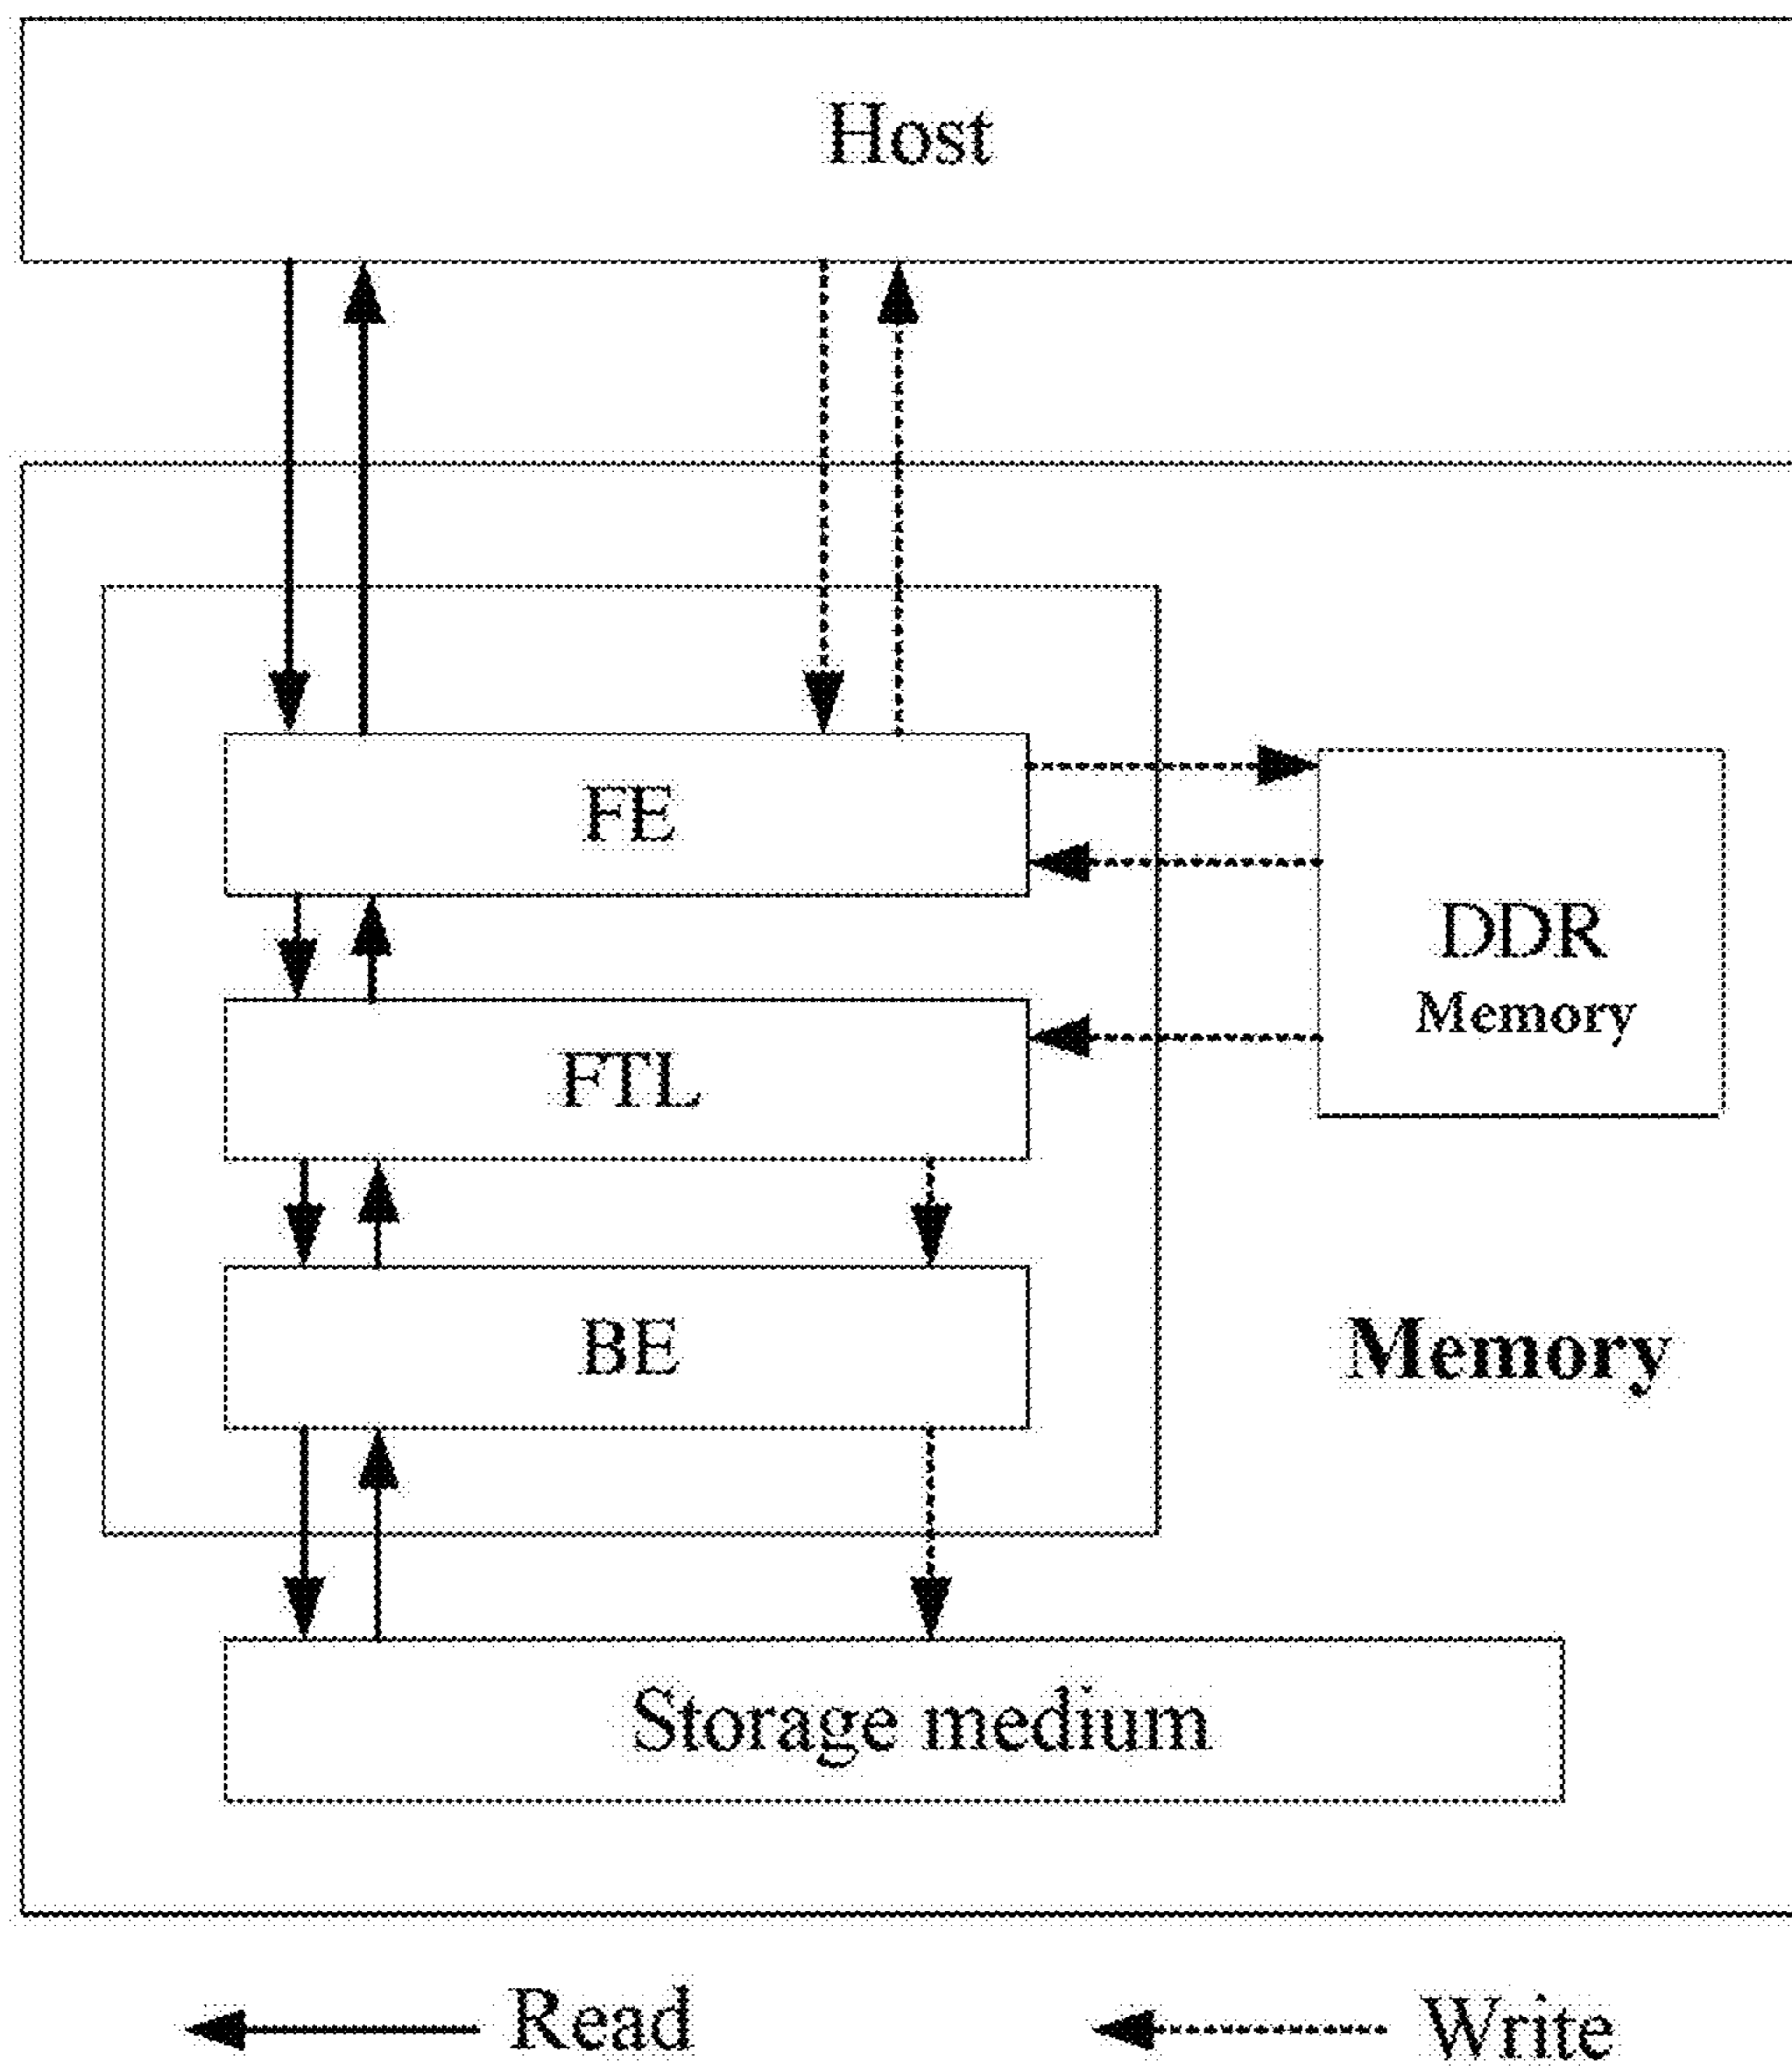 Host
FE
DDR
Memory
FTL
BE
Memory
Storage medium
Read
Write